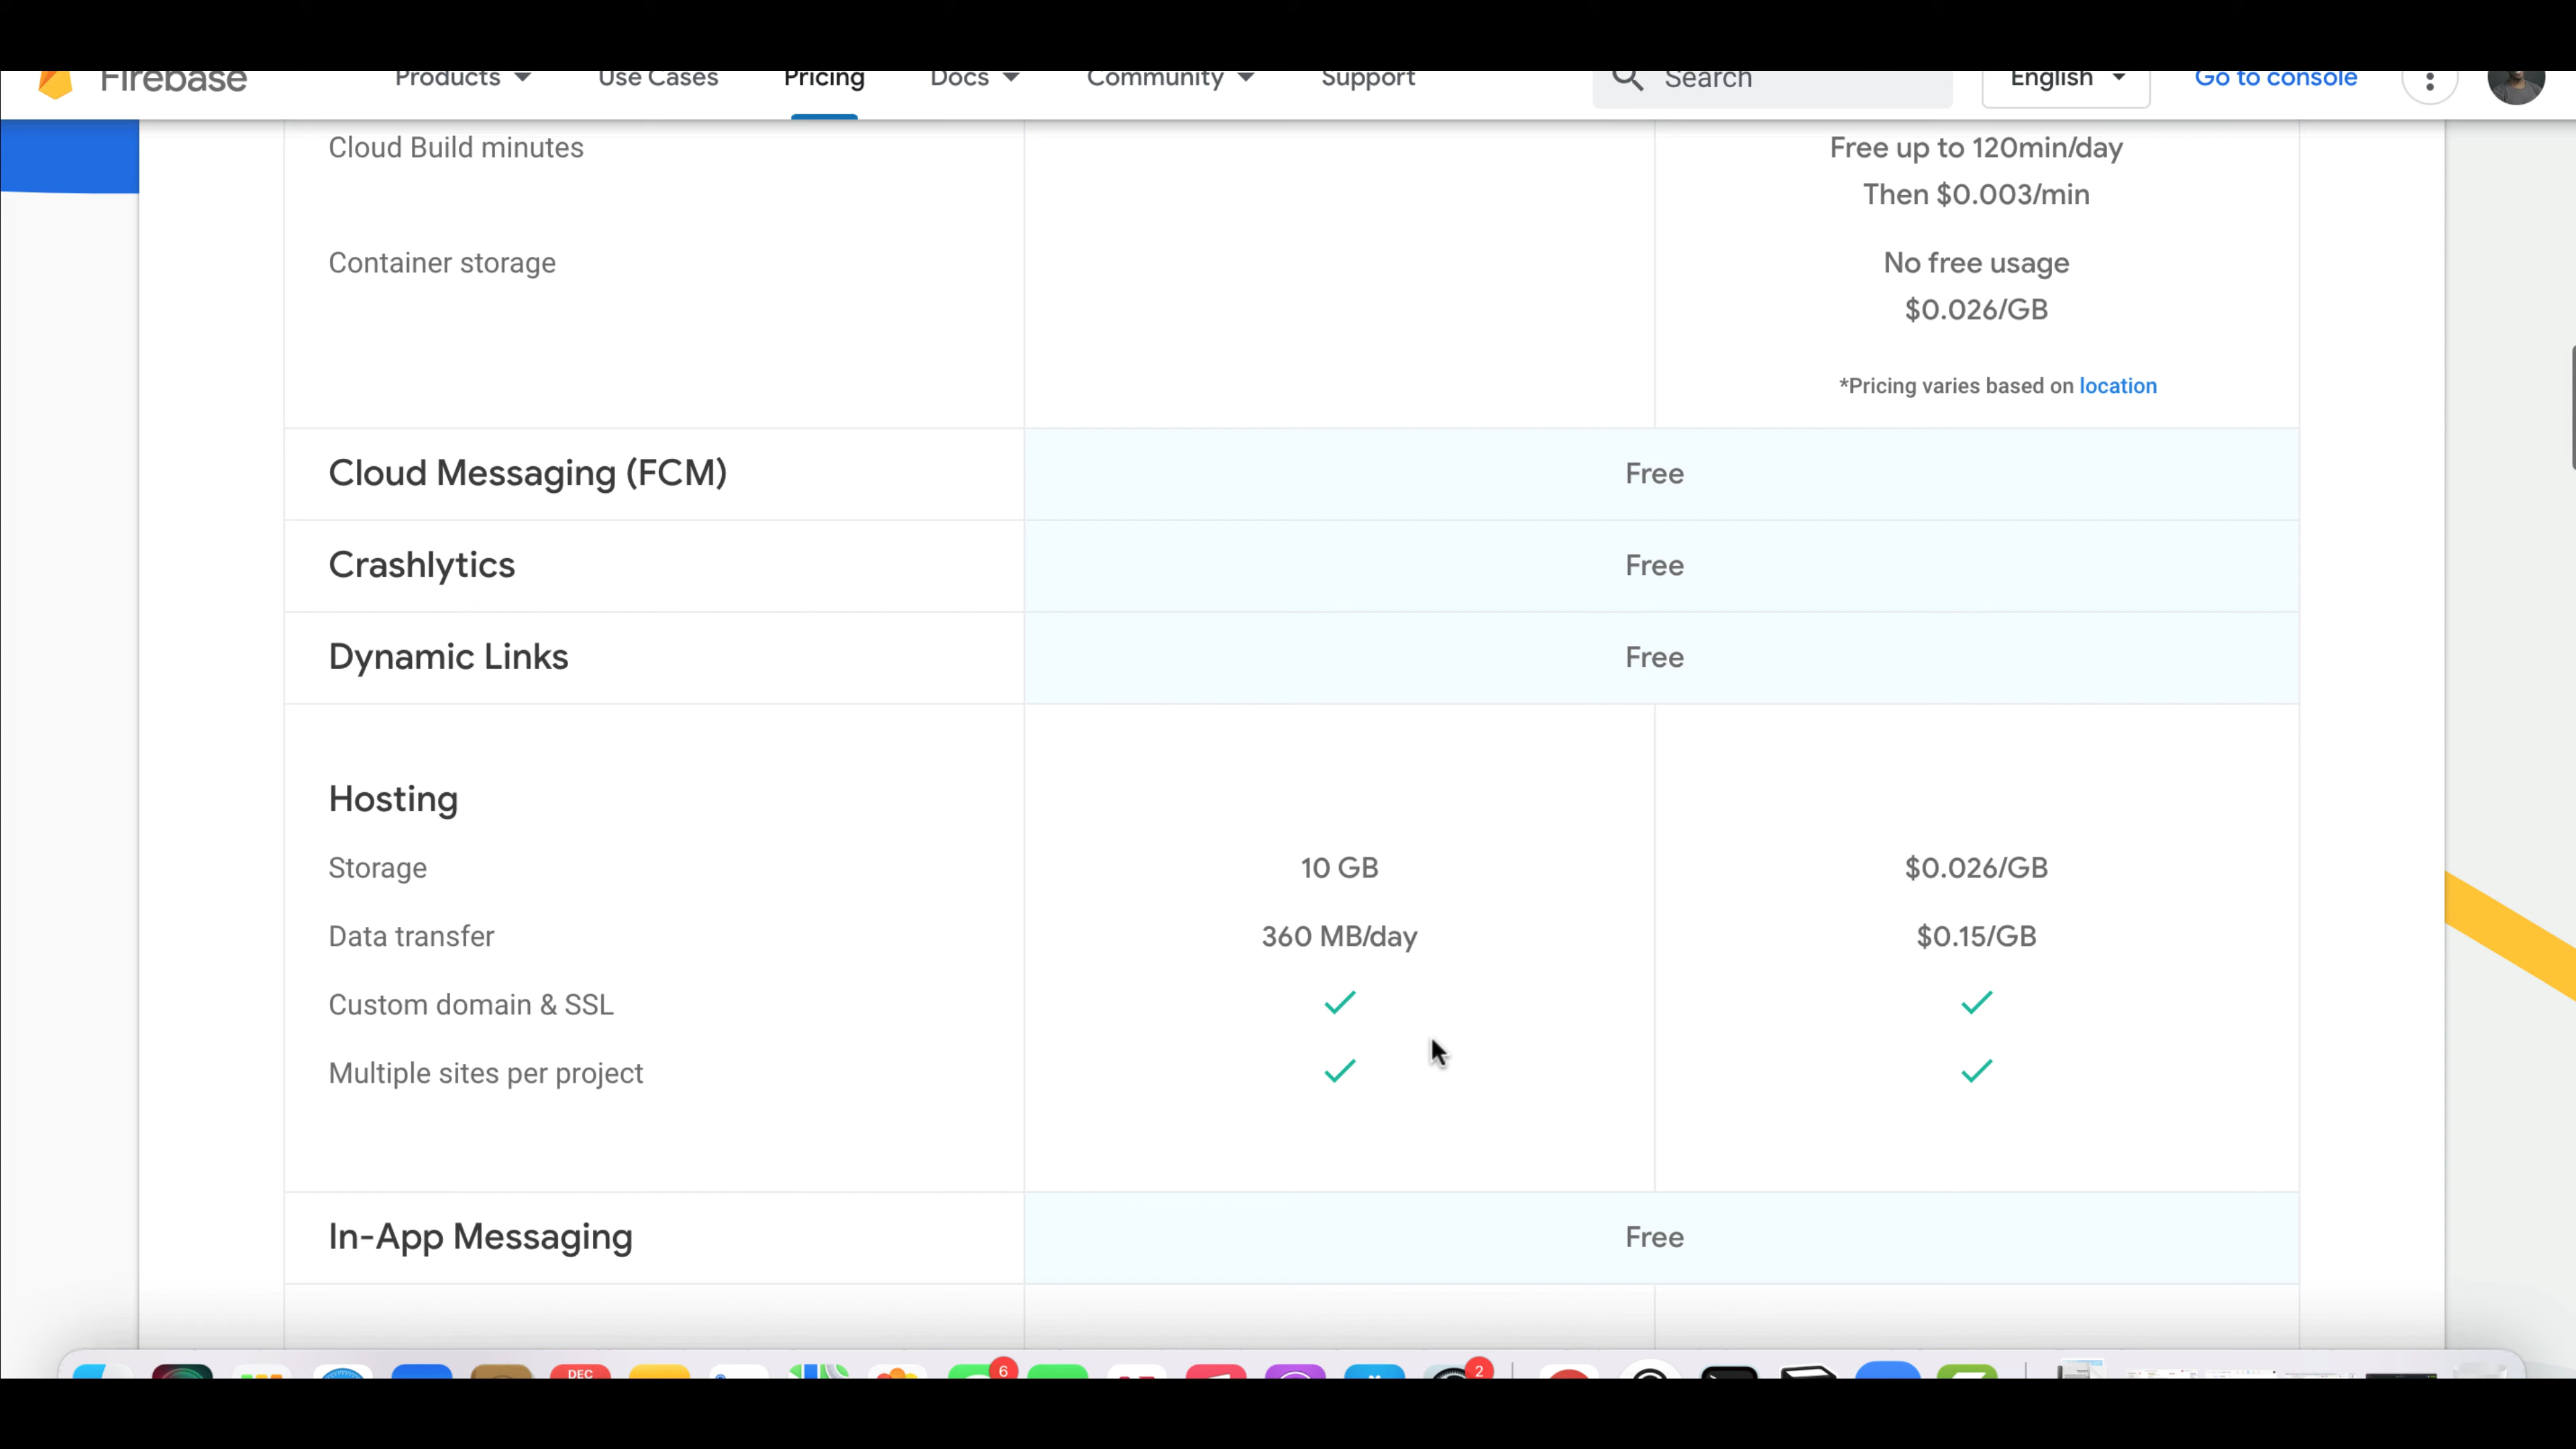 Firebase
Products
Use Cases
Pricing
Docs
Community
Support
Search
English
Go to console
Cloud Build minutes
Free up to 120min/day
Then $0.003/min
Container storage
No free usage
$0.026/GB
*Pricing varies based on location
Cloud Messaging (FCM)
Free
Crashlytics
Free
Dynamic Links
Free
Hosting
Storage
10 GB
$0.026/GB
Data transfer
360 MB/day
$0.15/GB
Custom domain & SSL
Multiple sites per project
In-App Messaging
Free
DEC
6
2